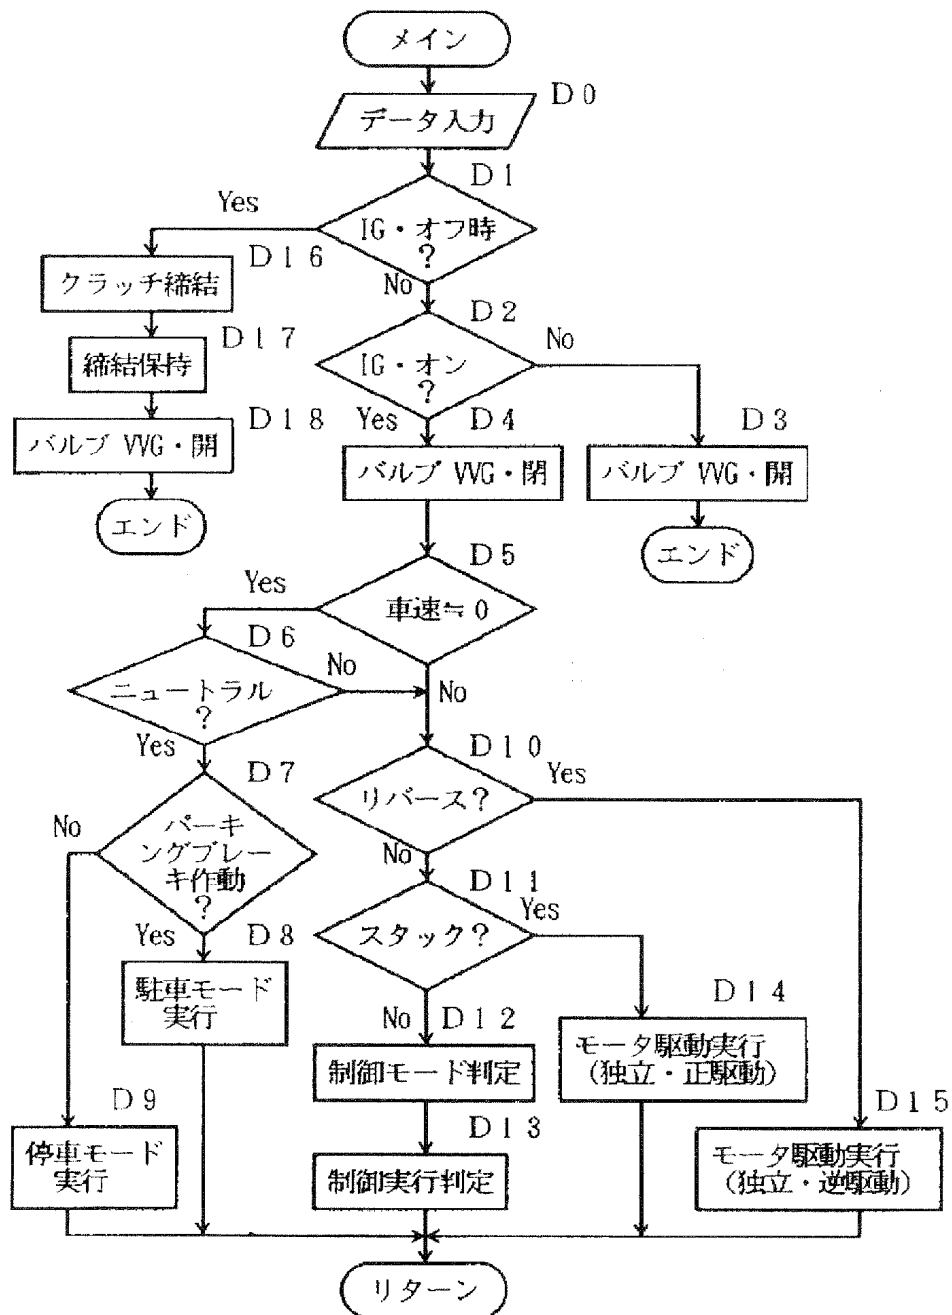 メイン
D0
データ入力
D1
Yes
IG・オフ時
?
No
D16
クラッチ締結
D2
No
D17
IG・オン
?
締結保持
D18
Yes
D4
D3
バルブ VVG・開
バルブ VVG・閉
バルブ VVG・開
エンド
エンド
D5
Yes
車速≒0
No
D6
No
ニュートラル
?
Yes
D10
Yes
D7
リバース?
No
No
パーキ
ングブレー
キ作動
?
D11
Yes
スタック?
Yes
D8
駐車モード
実行
No
D12
D14
制御モード判定
モータ駆動実行
(独立・正駆動)
D9
D13
D15
停車モード
実行
制御実行判定
モータ駆動実行
(独立・逆駆動)
リターン